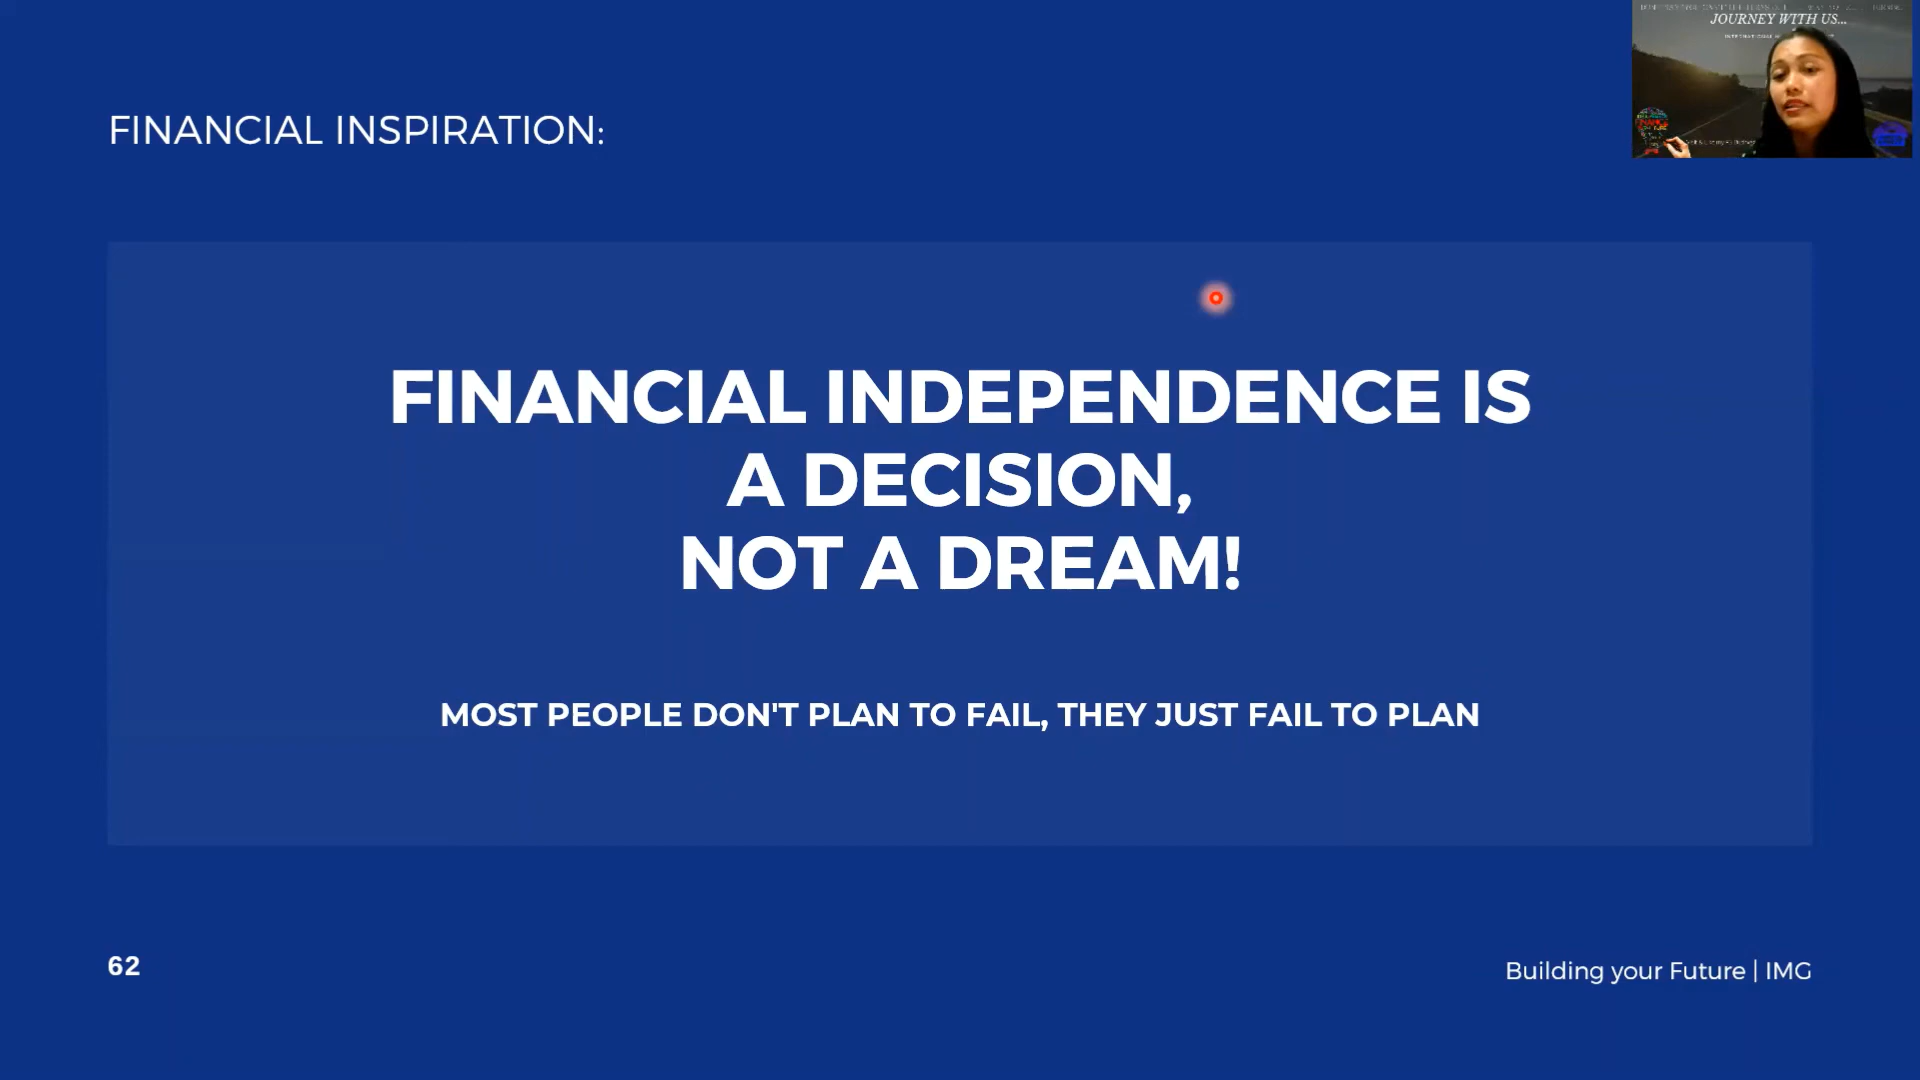 JOURNEY WITH US...
FINANCIAL INSPIRATION:
FINANCIAL INDEPENDENCE IS
A DECISION,
NOT A DREAM!
MOST PEOPLE DON'T PLAN TO FAIL, THEY JUST FAIL TO PLAN
62
Building your Future | IMG